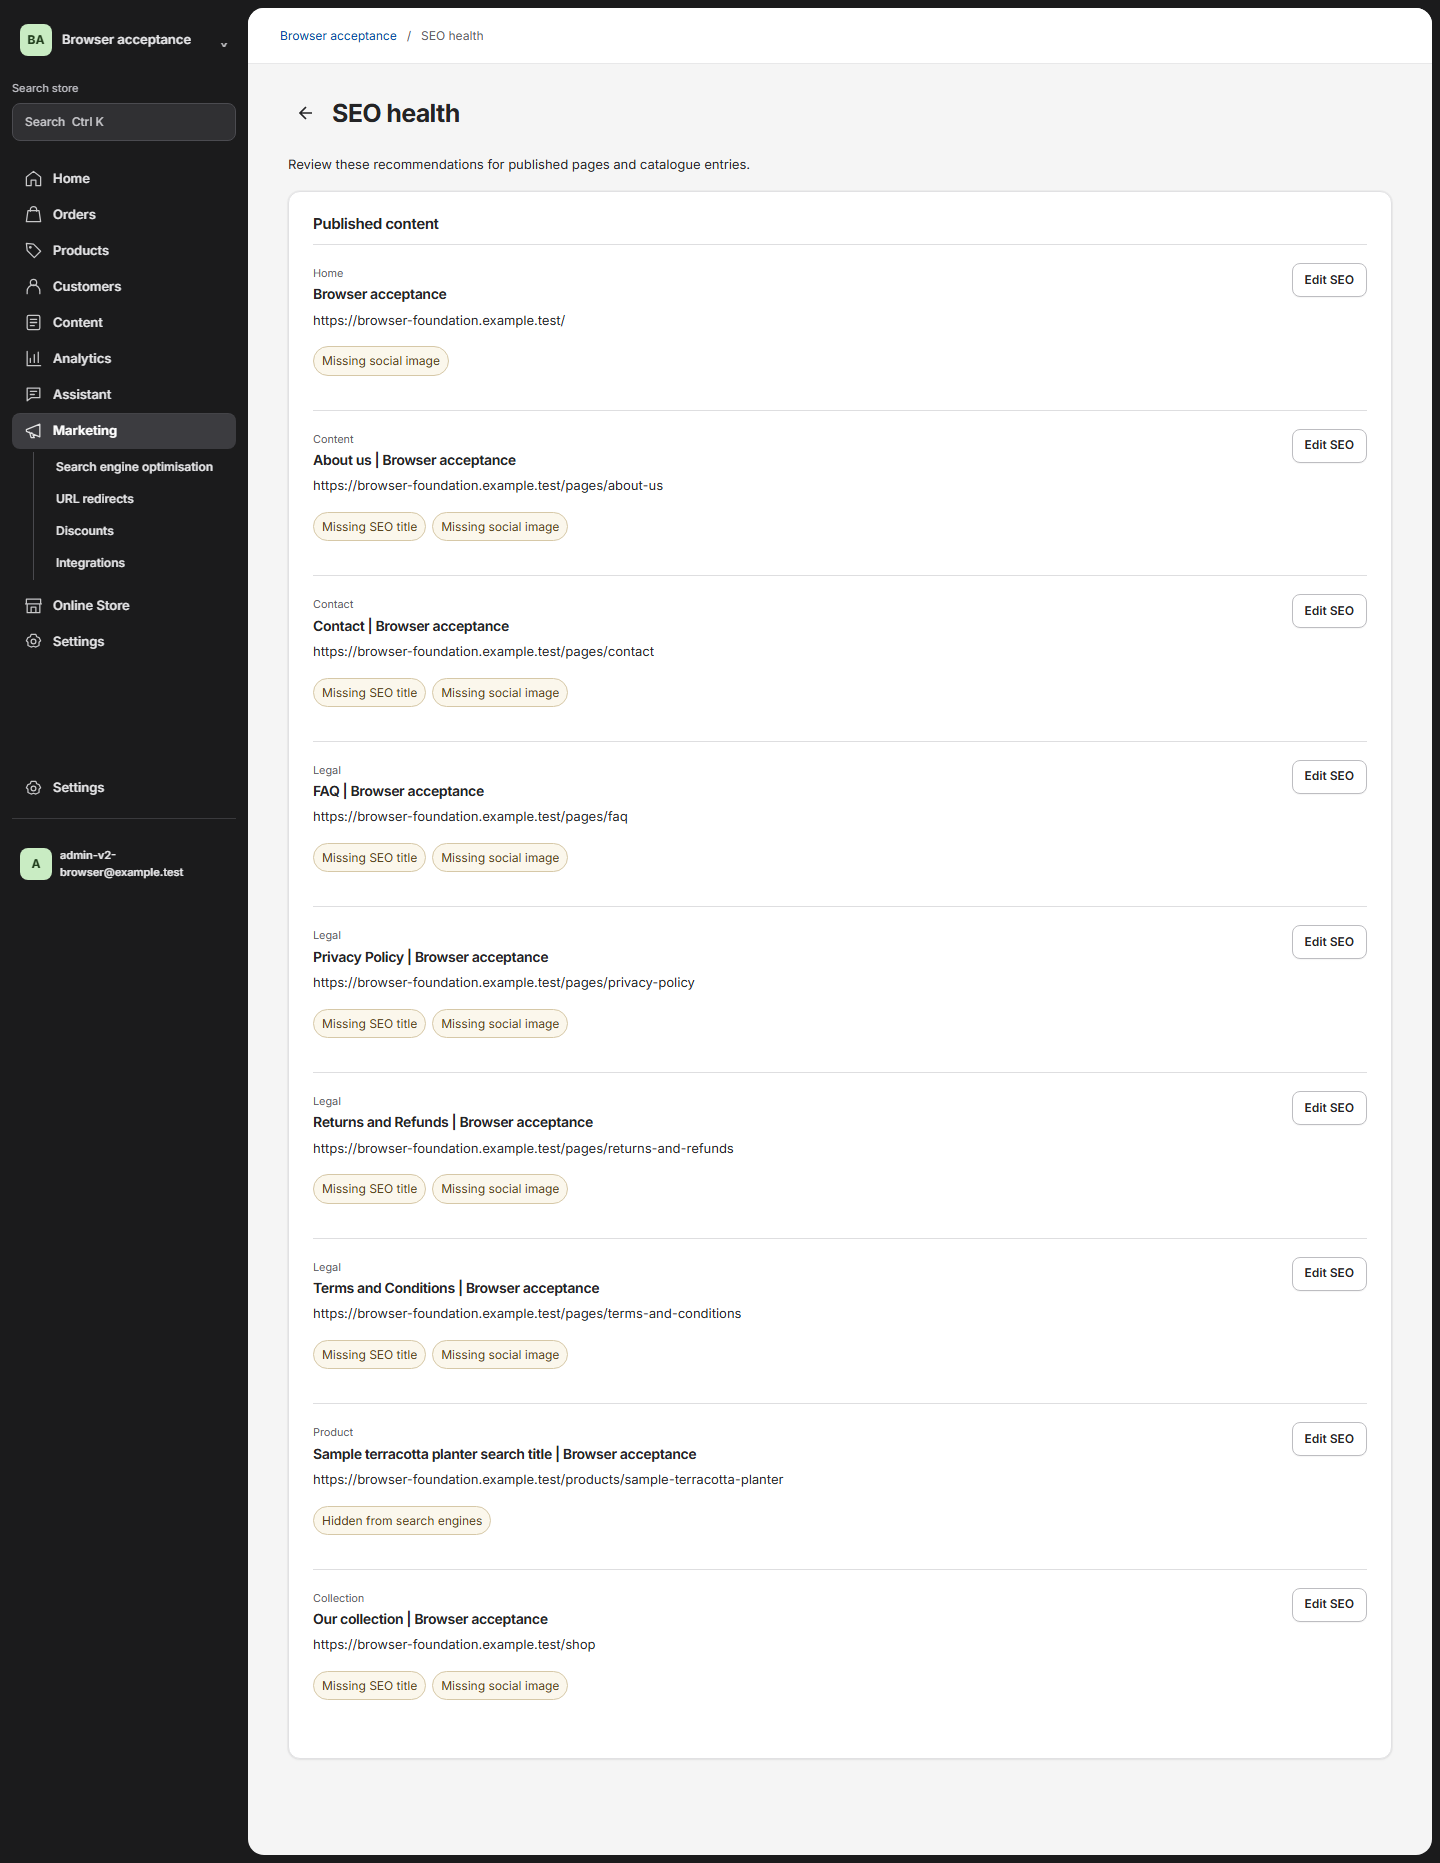 BA
Browser acceptance
Search store
Search Ctrl K
Home
Orders
Products
Customers
Content
Analytics
Assistant
Marketing
Search engine optimisation
URL redirects
Discounts
Integrations
Online Store
Settings
Settings
A
admin-v2-
browser@example.test
Browser acceptance / SEO health
SEO health
Review these recommendations for published pages and catalogue entries.
Published content
Home
Edit SEO
Browser acceptance
https://browser-foundation.example.test/
Missing social image
Content
Edit SEO
About us | Browser acceptance
https://browser-foundation.example.test/pages/about-us
Missing SEO title Missing social image
Contact
Edit SEO
Contact | Browser acceptance
https://browser-foundation.example.test/pages/contact
Missing SEO title Missing social image
Legal
Edit SEO
FAQ | Browser acceptance
https://browser-foundation.example.test/pages/faq
Missing SEO title Missing social image
Legal
Edit SEO
Privacy Policy | Browser acceptance
https://browser-foundation.example.test/pages/privacy-policy
Missing SEO title Missing social image
Legal
Edit SEO
Returns and Refunds | Browser acceptance
https://browser-foundation.example.test/pages/returns-and-refunds
Missing SEO title Missing social image
Legal
Edit SEO
Terms and Conditions | Browser acceptance
https://browser-foundation.example.test/pages/terms-and-conditions
Missing SEO title Missing social image
Product
Edit SEO
Sample terracotta planter search title | Browser acceptance
https://browser-foundation.example.test/products/sample-terracotta-planter
Hidden from search engines
Collection
Edit SEO
Our collection | Browser acceptance
https://browser-foundation.example.test/shop
Missing SEO title Missing social image